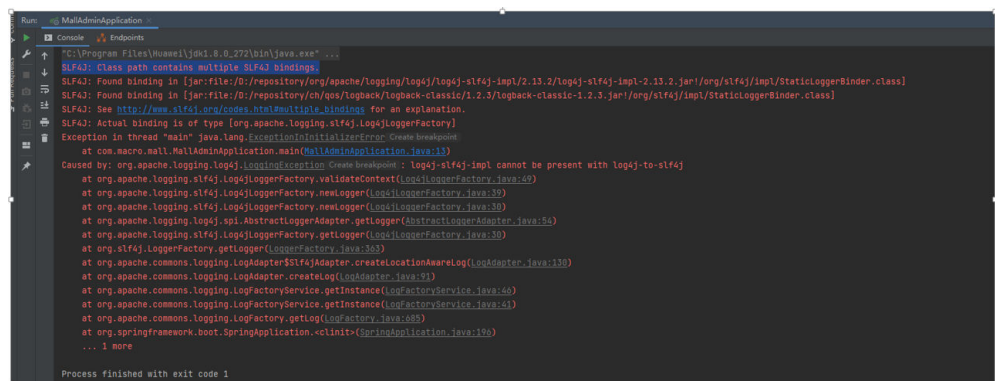 Run: MallAdminApplication ×
Console Endpoints
"C:\Program Files\Huawei\jdk1.8.0_272\bin\java.exe" ...
SLF4J: Class path contains multiple SLF4J bindings.
SLF4J: Found binding in [jar:file:/D:/repository/org/apache/logging/log4j/log4j-slf4j-impl/2.13.2/log4j-slf4j-impl-2.13.2.jar!/org/slf4j/impl/StaticLoggerBinder.class]
SLF4J: Found binding in [jar:file:/D:/repository/ch/qos/logback/logback-classic/1.2.3/logback-classic-1.2.3.jar!/org/slf4j/impl/StaticLoggerBinder.class]
SLF4J: See http://www.slf4j.org/codes.html#multiple_bindings for an explanation.
SLF4J: Actual binding is of type [org.apache.logging.slf4j.Log4jLoggerFactory]
Exception in thread "main" java.lang.ExceptionInInitializerError Create breakpoint
at com.macro.mall.MallAdminApplication.main(MallAdminApplication.java:13)
Caused by: org.apache.logging.log4j.LoggingException Create breakpoint : log4j-slf4j-impl cannot be present with log4j-to-slf4j
at org.apache.logging.slf4j.Log4jLoggerFactory.validateContext(Log4jLoggerFactory.java:49)
at org.apache.logging.slf4j.Log4jLoggerFactory.newLogger(Log4jLoggerFactory.java:39)
at org.apache.logging.slf4j.Log4jLoggerFactory.newLogger(Log4jLoggerFactory.java:30)
at org.apache.logging.log4j.spi.AbstractLoggerAdapter.getLogger(AbstractLoggerAdapter.java:54)
at org.apache.logging.slf4j.Log4jLoggerFactory.getLogger(Log4jLoggerFactory.java:30)
at org.slf4j.LoggerFactory.getLogger(LoggerFactory.java:363)
at org.apache.commons.logging.LogAdapter$Slf4jAdapter.createLocationAwareLog(LogAdapter.java:130)
at org.apache.commons.logging.LogAdapter.createLog(LogAdapter.java:91)
at org.apache.commons.logging.LogFactoryService.getInstance(LogFactoryService.java:46)
at org.apache.commons.logging.LogFactoryService.getInstance(LogFactoryService.java:41)
at org.apache.commons.logging.LogFactory.getLog(LogFactory.java:685)
at org.springframework.boot.SpringApplication.<clinit>(SpringApplication.java:196)
... 1 more
Process finished with exit code 1